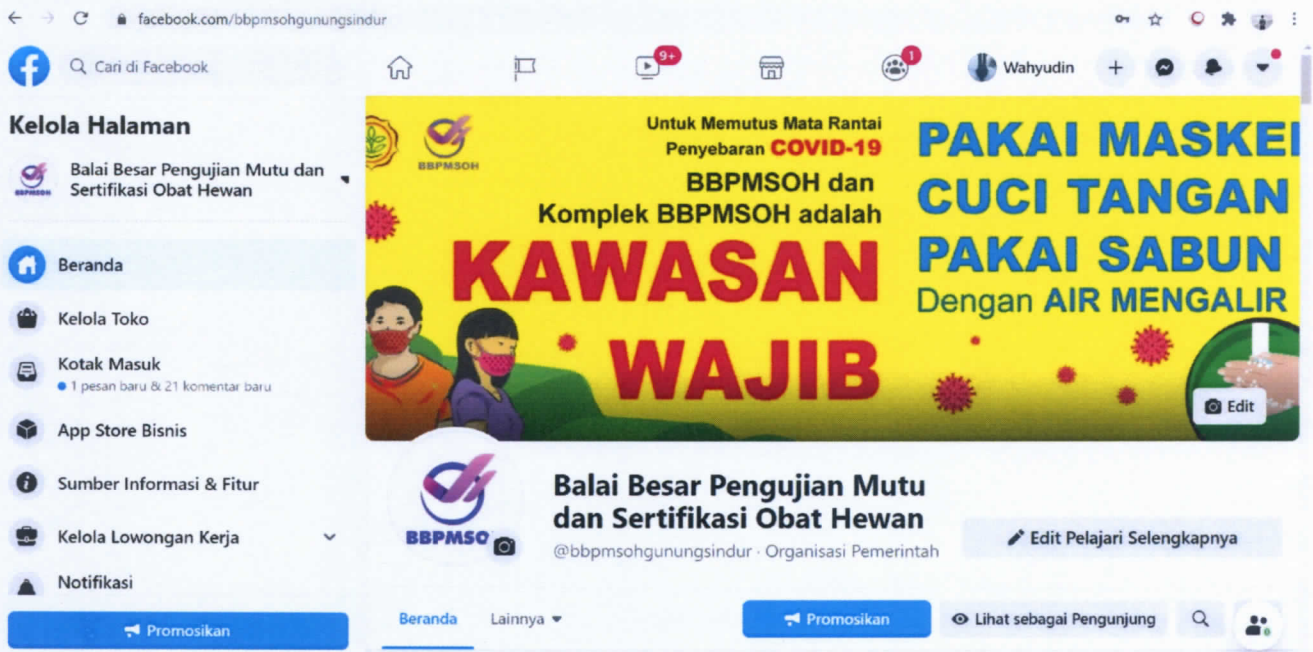 facebook.com/bbpmsohgunungsindur
Cari di Facebook
9+
1
Wahyudin
Kelola Halaman
Balai Besar Pengujian Mutu dan
Sertifikasi Obat Hewan
Beranda
Kelola Toko
Kotak Masuk
1 pesan baru & 21 komentar baru
App Store Bisnis
Sumber Informasi & Fitur
Kelola Lowongan Kerja
Notifikasi
Promosikan
BBPMSOH
Untuk Memutus Mata Rantai
Penyebaran COVID-19
BBPMSOH dan
Komplek BBPMSOH adalah
KAWASAN
WAJIB
PAKAI MASKE
CUCI TANGAN
PAKAI SABUN
Dengan AIR MENGALIR
Edit
BBPMSO
Balai Besar Pengujian Mutu
dan Sertifikasi Obat Hewan
@bbpmsohgunungsindur · Organisasi Pemerintah
Edit Pelajari Selengkapnya
Beranda
Lainnya
Promosikan
Lihat sebagai Pengunjung